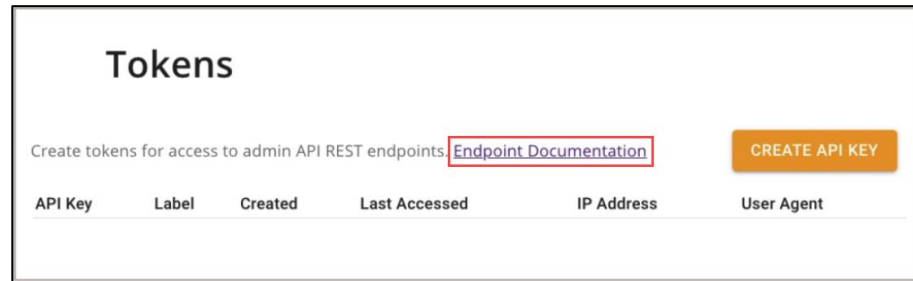 Tokens
Create tokens for access to admin API REST endpoints. Endpoint Documentation
CREATE API KEY
API Key Label Created Last Accessed IP Address User Agent